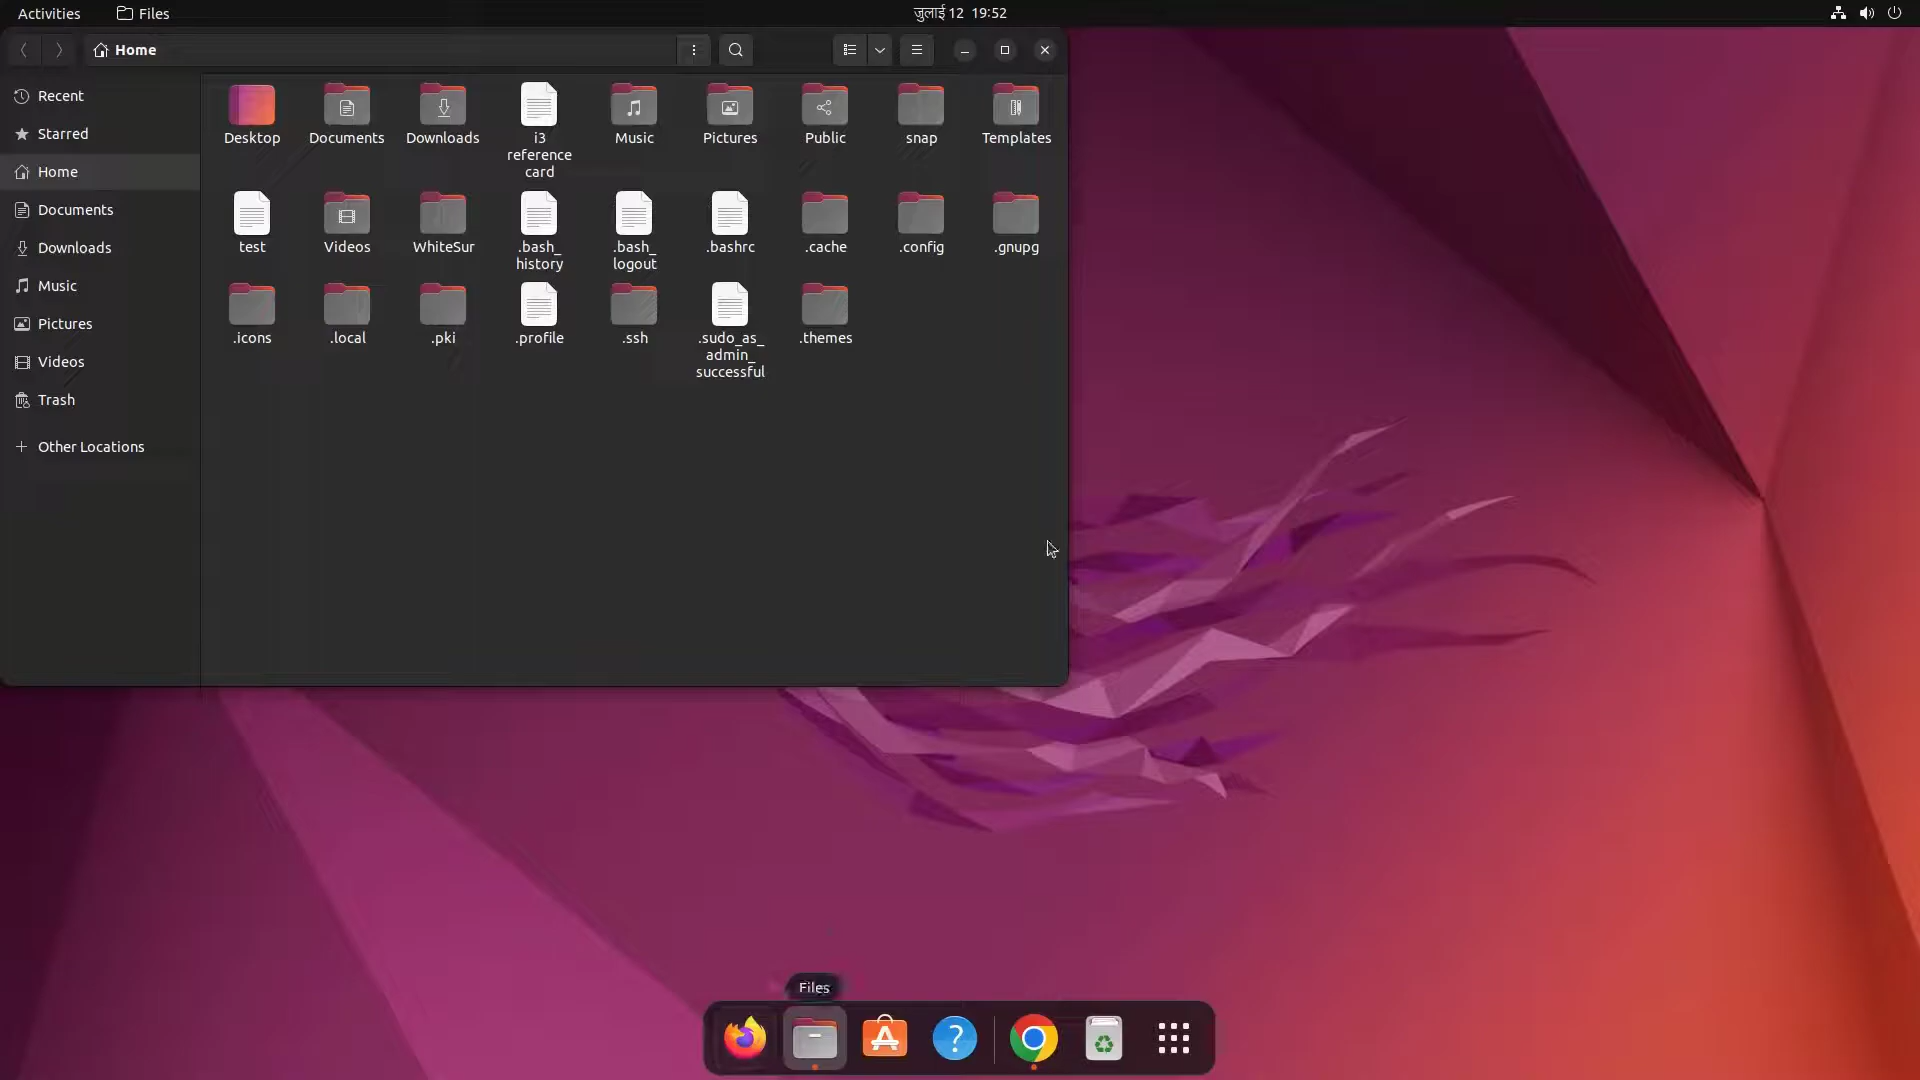 Activities
Files
जुलाई 12 19:52
Home
Recent
Starred
Home
Documents
Downloads
Music
Pictures
Videos
Trash
Other Locations
Desktop
Documents
Downloads
i3
reference
card
Music
Pictures
Public
snap
Templates
test
Videos
WhiteSur
.bash_
history
.bash_
logout
.bashrc
.cache
.config
.gnupg
.icons
.local
.pki
.profile
.ssh
.sudo_as_
admin_
successful
.themes
Files